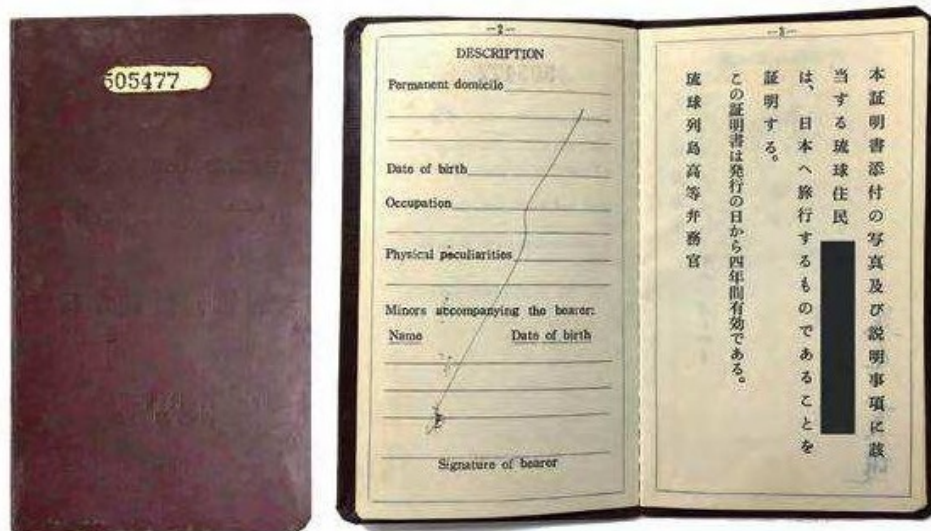 505477
—2—
DESCRIPTION
Permanent domicile
Date of birth
Occupation
Physical peculiarities
Minors accompanying the bearer:
Name Date of birth
Signature of bearer
—3—
本証明書添付の写真及び説明事項に該
当する琉球住民
は、日本へ旅行するものであることを
証明する。
この証明書は発行の日から四年間有効である。
琉球列島高等弁務官